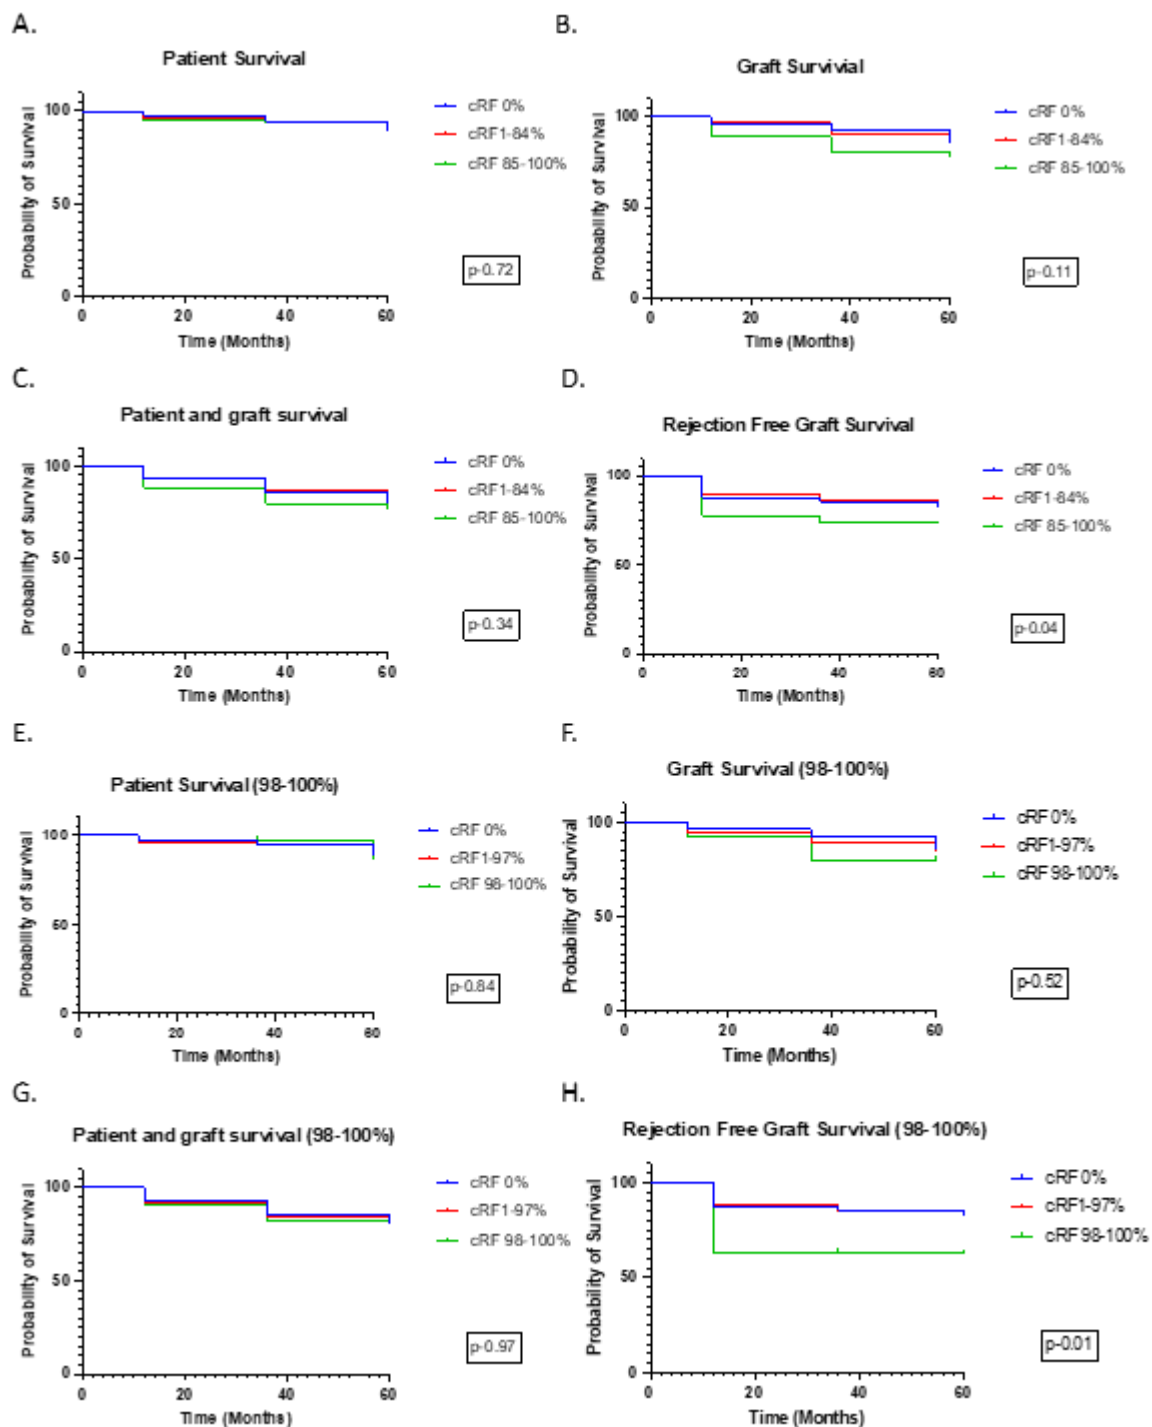 A.
Patient Survival
Probability of Survival
100
50
0
0 20 40 60
Time (Months)
cRF 0%
cRF1-84%
cRF 85-100%
p-0.72
B.
Graft Survivial
Probability of Survival
100
50
0
0 20 40 60
Time (Months)
cRF 0%
cRF1-84%
cRF 85-100%
p-0.11
C.
Patient and graft survival
Probability of Survival
100
50
0
0 20 40 60
Time (Months)
cRF 0%
cRF1-84%
cRF 85-100%
p-0.34
D.
Rejection Free Graft Survival
Probability of Survival
100
50
0
0 20 40 60
Time (Months)
cRF 0%
cRF1-84%
cRF 85-100%
p-0.04
E.
Patient Survival (98-100%)
Probability of Survival
100
50
0
0 20 40 60
Time (Months)
cRF 0%
cRF1-97%
cRF 98-100%
p-0.84
F.
Graft Survival (98-100%)
Probability of Survival
100
50
0
0 20 40 60
Time (Months)
cRF 0%
cRF1-97%
cRF 98-100%
p-0.52
G.
Patient and graft survival (98-100%)
Probability of Survival
100
50
0
0 20 40 60
Time (Months)
cRF 0%
cRF1-97%
cRF 98-100%
p-0.97
H.
Rejection Free Graft Survival (98-100%)
Probability of Survival
100
50
0
0 20 40 60
Time (Months)
cRF 0%
cRF1-97%
cRF 98-100%
p-0.01